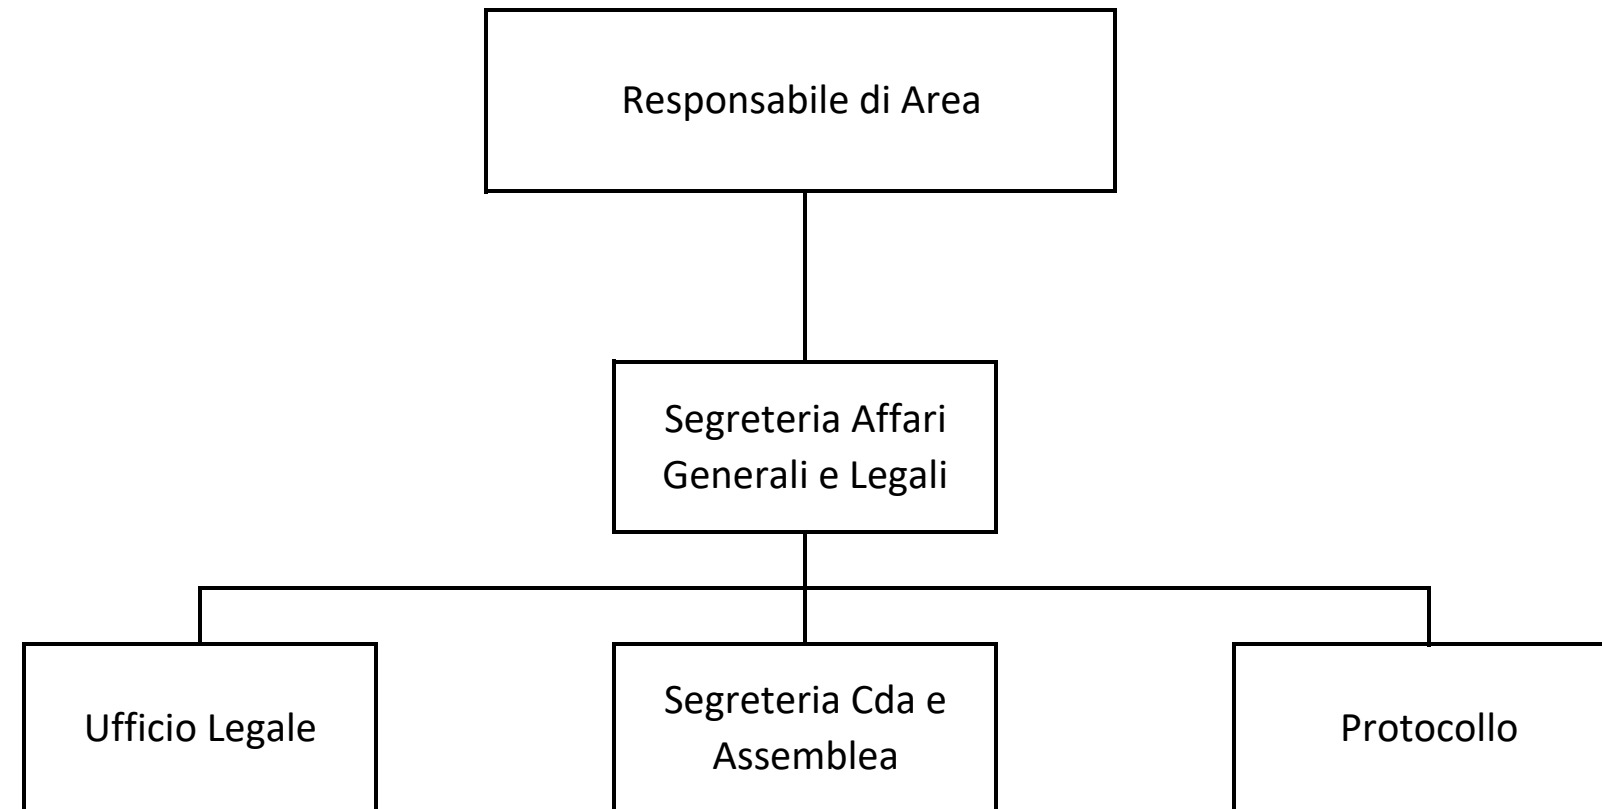 Responsabile di Area
Segreteria Affari
Generali e Legali
Ufficio Legale
Segreteria Cda e
Assemblea
Protocollo